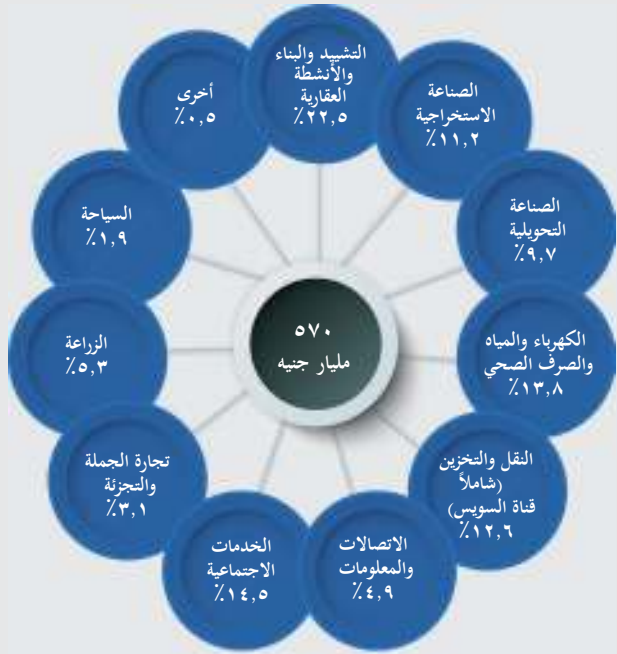 التشييد والبناء
والأنشطة
العقارية
٪٢٢,٥
الصناعة
الاستخراجية
٪١١,٢
الصناعة
التحويلية
٪٩,٧
الكهرباء والمياه
والصرف الصحي
٪١٣,٨
النقل والتخزين
(شاملاً
قناة السويس)
٪١٢,٦
الاتصالات
والمعلومات
٪٤,٩
الخدمات
الاجتماعية
٪١٤,٥
تجارة الجملة
والتجزئة
٪٣,١
الزراعة
٪٥,٣
السياحة
٪١,٩
أخرى
٪٠,٥
٥٧٠
مليار جنيه